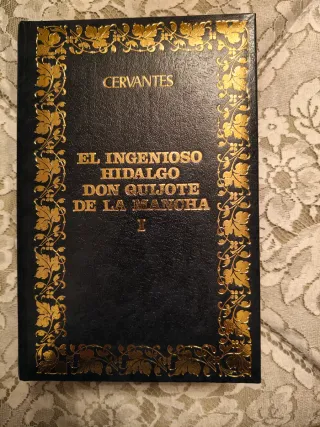 CERVANTES
EL INGENIOSO
HIDALGO
DON QUIJOTE
DE LA MANCHA
I